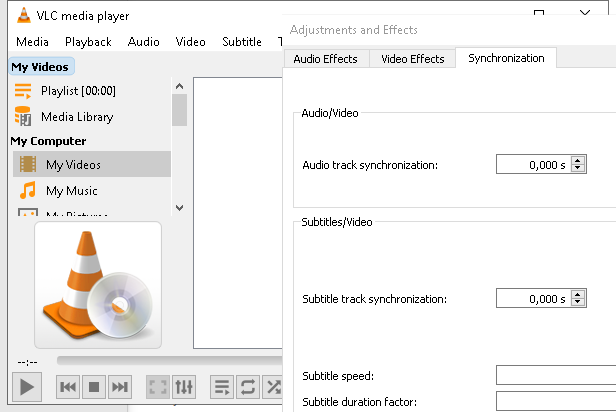 VLC media player
Media Playback Audio Video Subtitle
My Videos
Playlist [00:00]
Media Library
My Computer
My Videos
My Music
My Pictures
--:--
Adjustments and Effects
Audio Effects Video Effects Synchronization
Audio/Video
Audio track synchronization: 0,000 s
Subtitles/Video
Subtitle track synchronization: 0,000 s
Subtitle speed:
Subtitle duration factor: